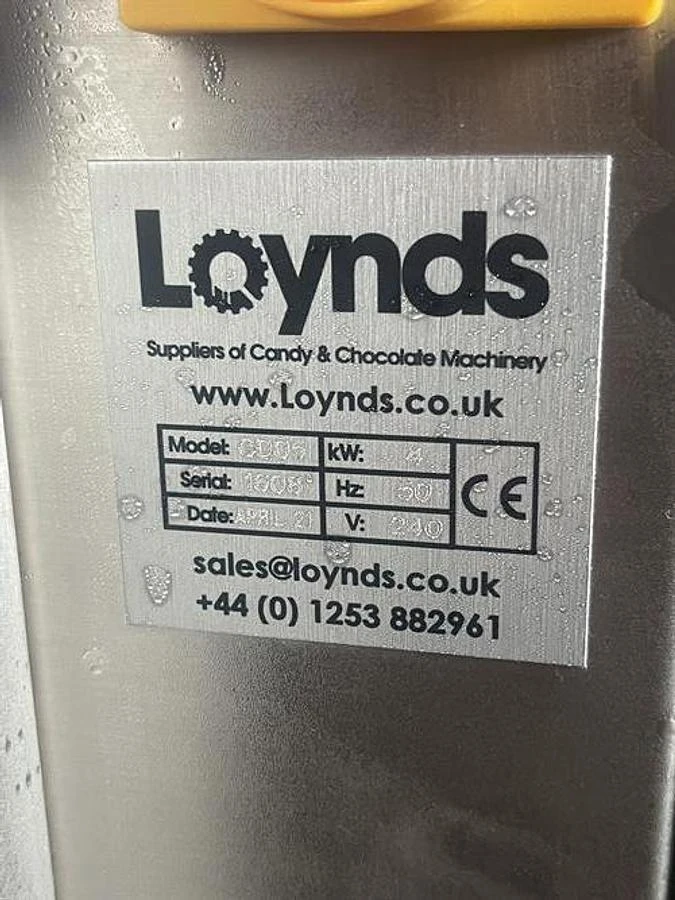 Loynds
Suppliers of Candy & Chocolate Machinery
www.Loynds.co.uk
Model: kW: 4
Serial: Hz: 50
Date: APRIL 21 V: 240
CE
sales@loynds.co.uk
+44 (0) 1253 882961